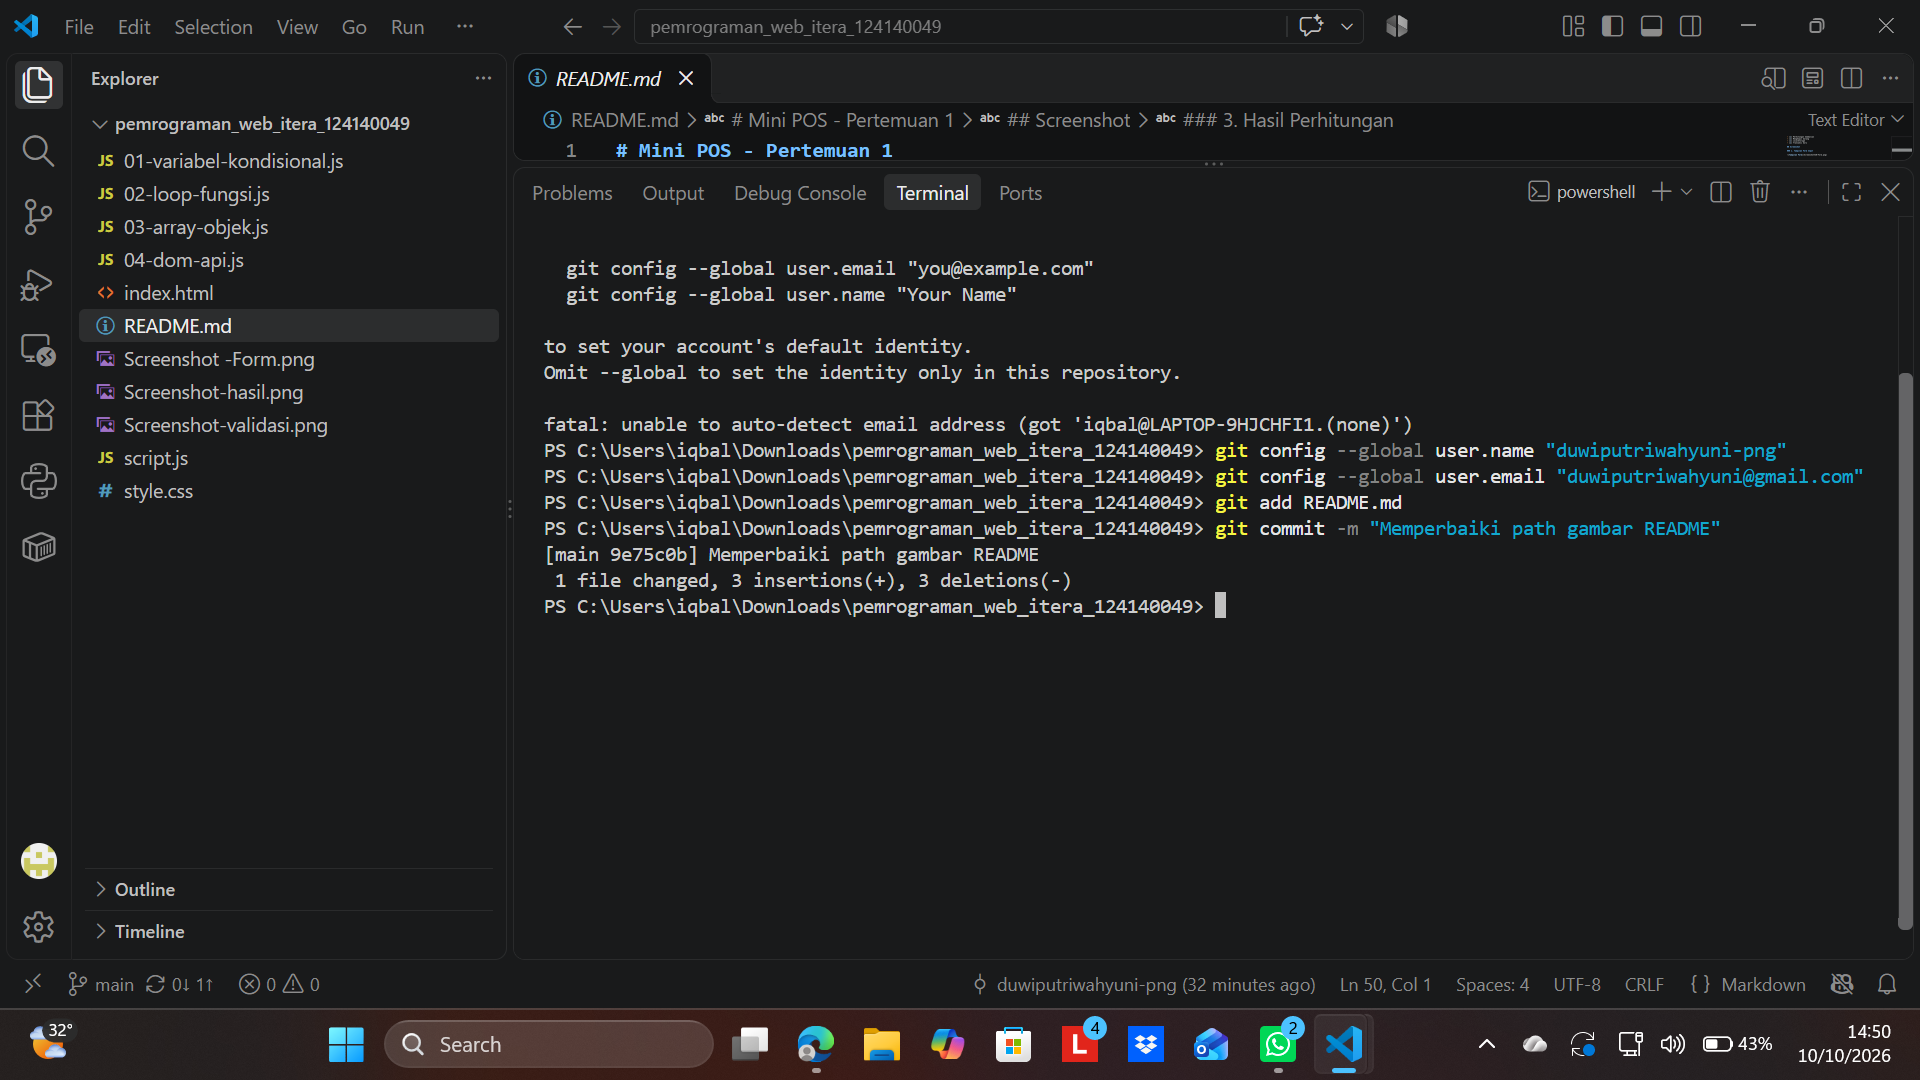 File Edit Selection View Go Run ···
pemrograman_web_itera_124140049
Explorer ···
pemrograman_web_itera_124140049
JS 01-variabel-kondisional.js
JS 02-loop-fungsi.js
JS 03-array-objek.js
JS 04-dom-api.js
<> index.html
README.md
Screenshot -Form.png
Screenshot-hasil.png
Screenshot-validasi.png
JS script.js
# style.css
Outline
Timeline
README.md
README.md > abc # Mini POS - Pertemuan 1 > abc ## Screenshot > abc ### 3. Hasil Perhitungan
Text Editor
1 # Mini POS - Pertemuan 1
Problems Output Debug Console Terminal Ports
powershell
git config --global user.email "you@example.com"
git config --global user.name "Your Name"
to set your account's default identity.
Omit --global to set the identity only in this repository.
fatal: unable to auto-detect email address (got 'iqbal@LAPTOP-9HJCHFI1.(none)')
PS C:\Users\iqbal\Downloads\pemrograman_web_itera_124140049> git config --global user.name "duwiputriwahyuni-png"
PS C:\Users\iqbal\Downloads\pemrograman_web_itera_124140049> git config --global user.email "duwiputriwahyuni@gmail.com"
PS C:\Users\iqbal\Downloads\pemrograman_web_itera_124140049> git add README.md
PS C:\Users\iqbal\Downloads\pemrograman_web_itera_124140049> git commit -m "Memperbaiki path gambar README"
[main 9e75c0b] Memperbaiki path gambar README
1 file changed, 3 insertions(+), 3 deletions(-)
PS C:\Users\iqbal\Downloads\pemrograman_web_itera_124140049>
main 0↓ 1↑ 0 0
duwiputriwahyuni-png (32 minutes ago) Ln 50, Col 1 Spaces: 4 UTF-8 CRLF {} Markdown
32°
Search
L 4
2
43%
14:50
10/10/2026